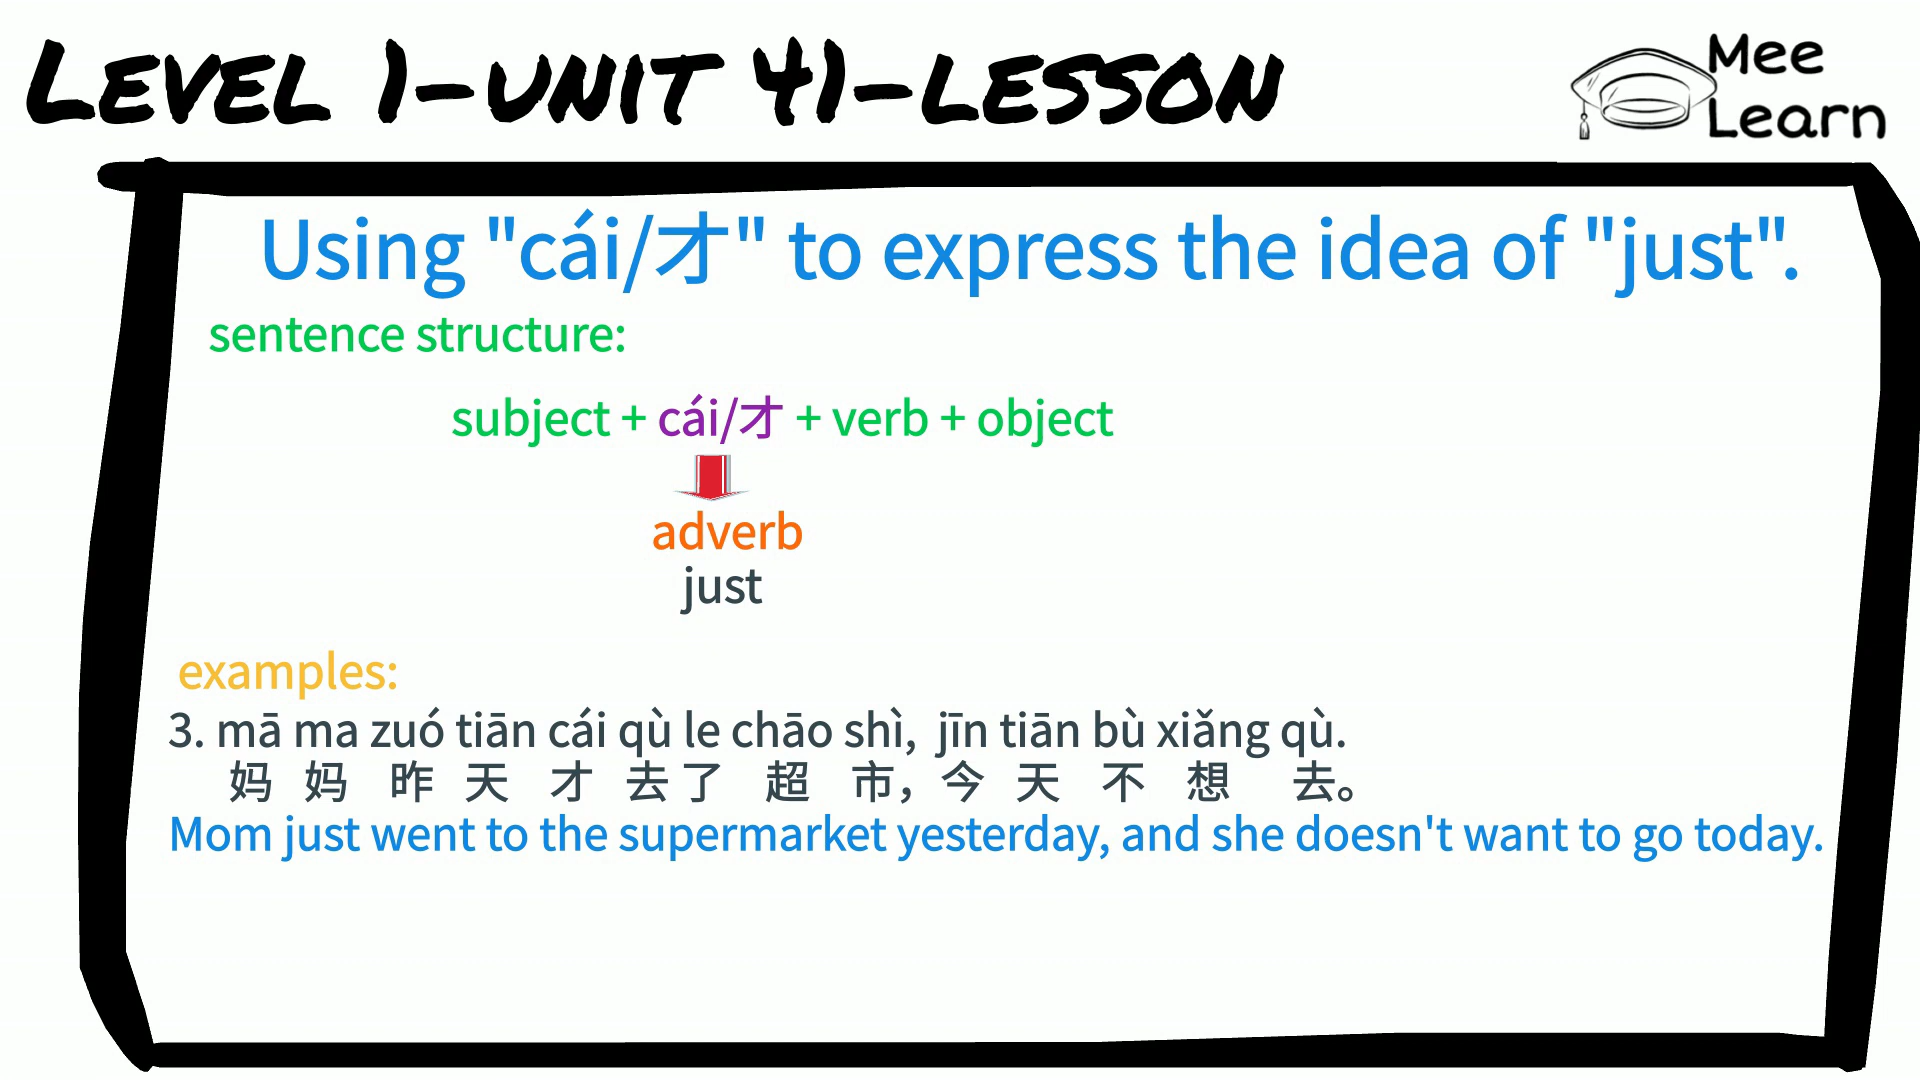 LEVEL 1-UNIT 41-LESSON
Mee
Learn
Using "cái/才" to express the idea of "just".
sentence structure:
subject + cái/才 + verb + object
adverb
just
examples:
3. mā ma zuó tiān cái qù le chāo shì, jīn tiān bù xiǎng qù.
妈 妈 昨 天 才 去 了 超 市，今 天 不 想 去。
Mom just went to the supermarket yesterday, and she doesn't want to go today.